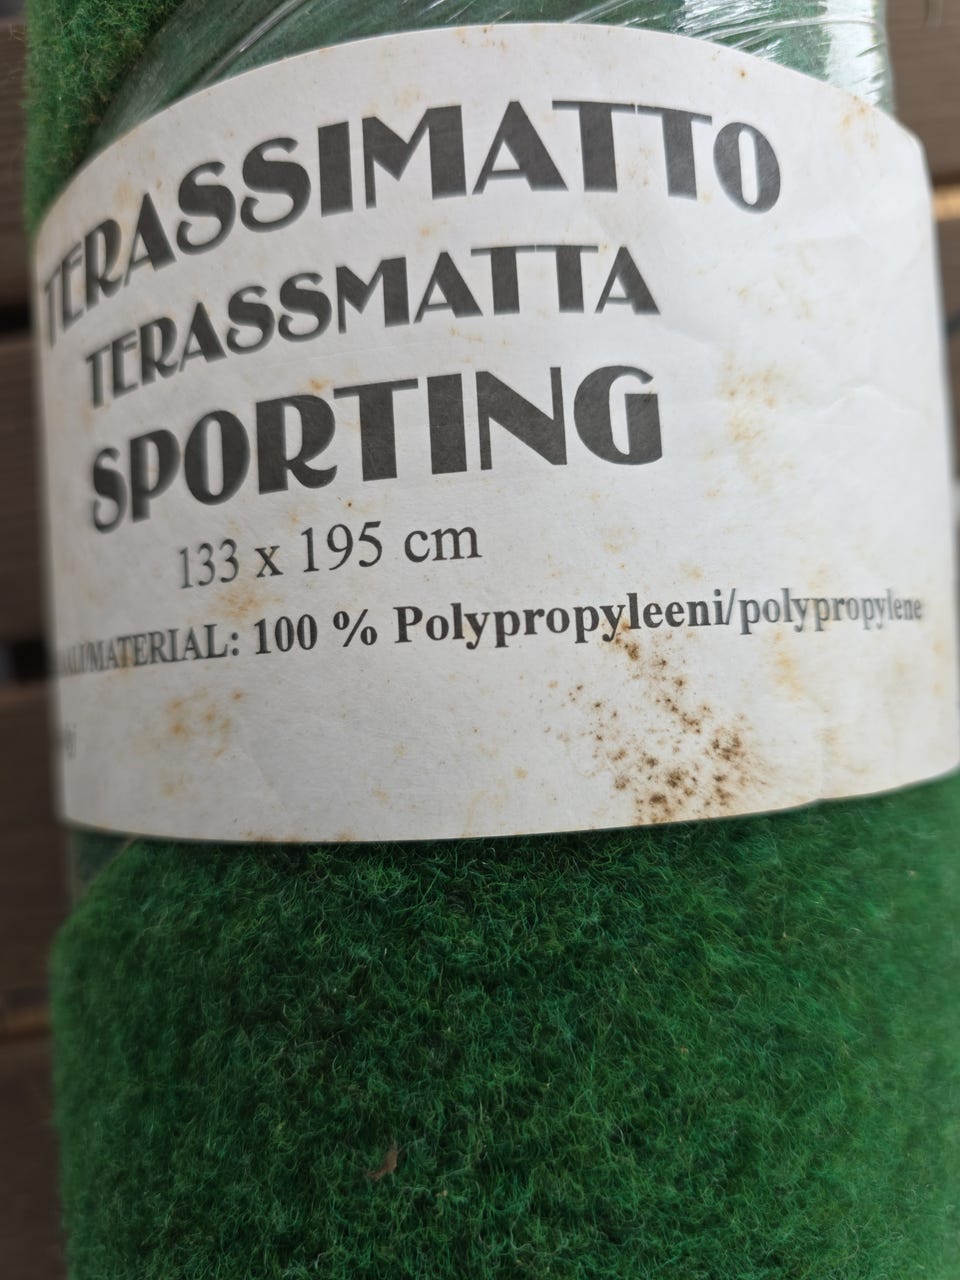 TERASSIMATTO
TERASSMATTA
SPORTING
133 x 195 cm
MATERIAL: 100 % Polypropyleeni/polypropylene